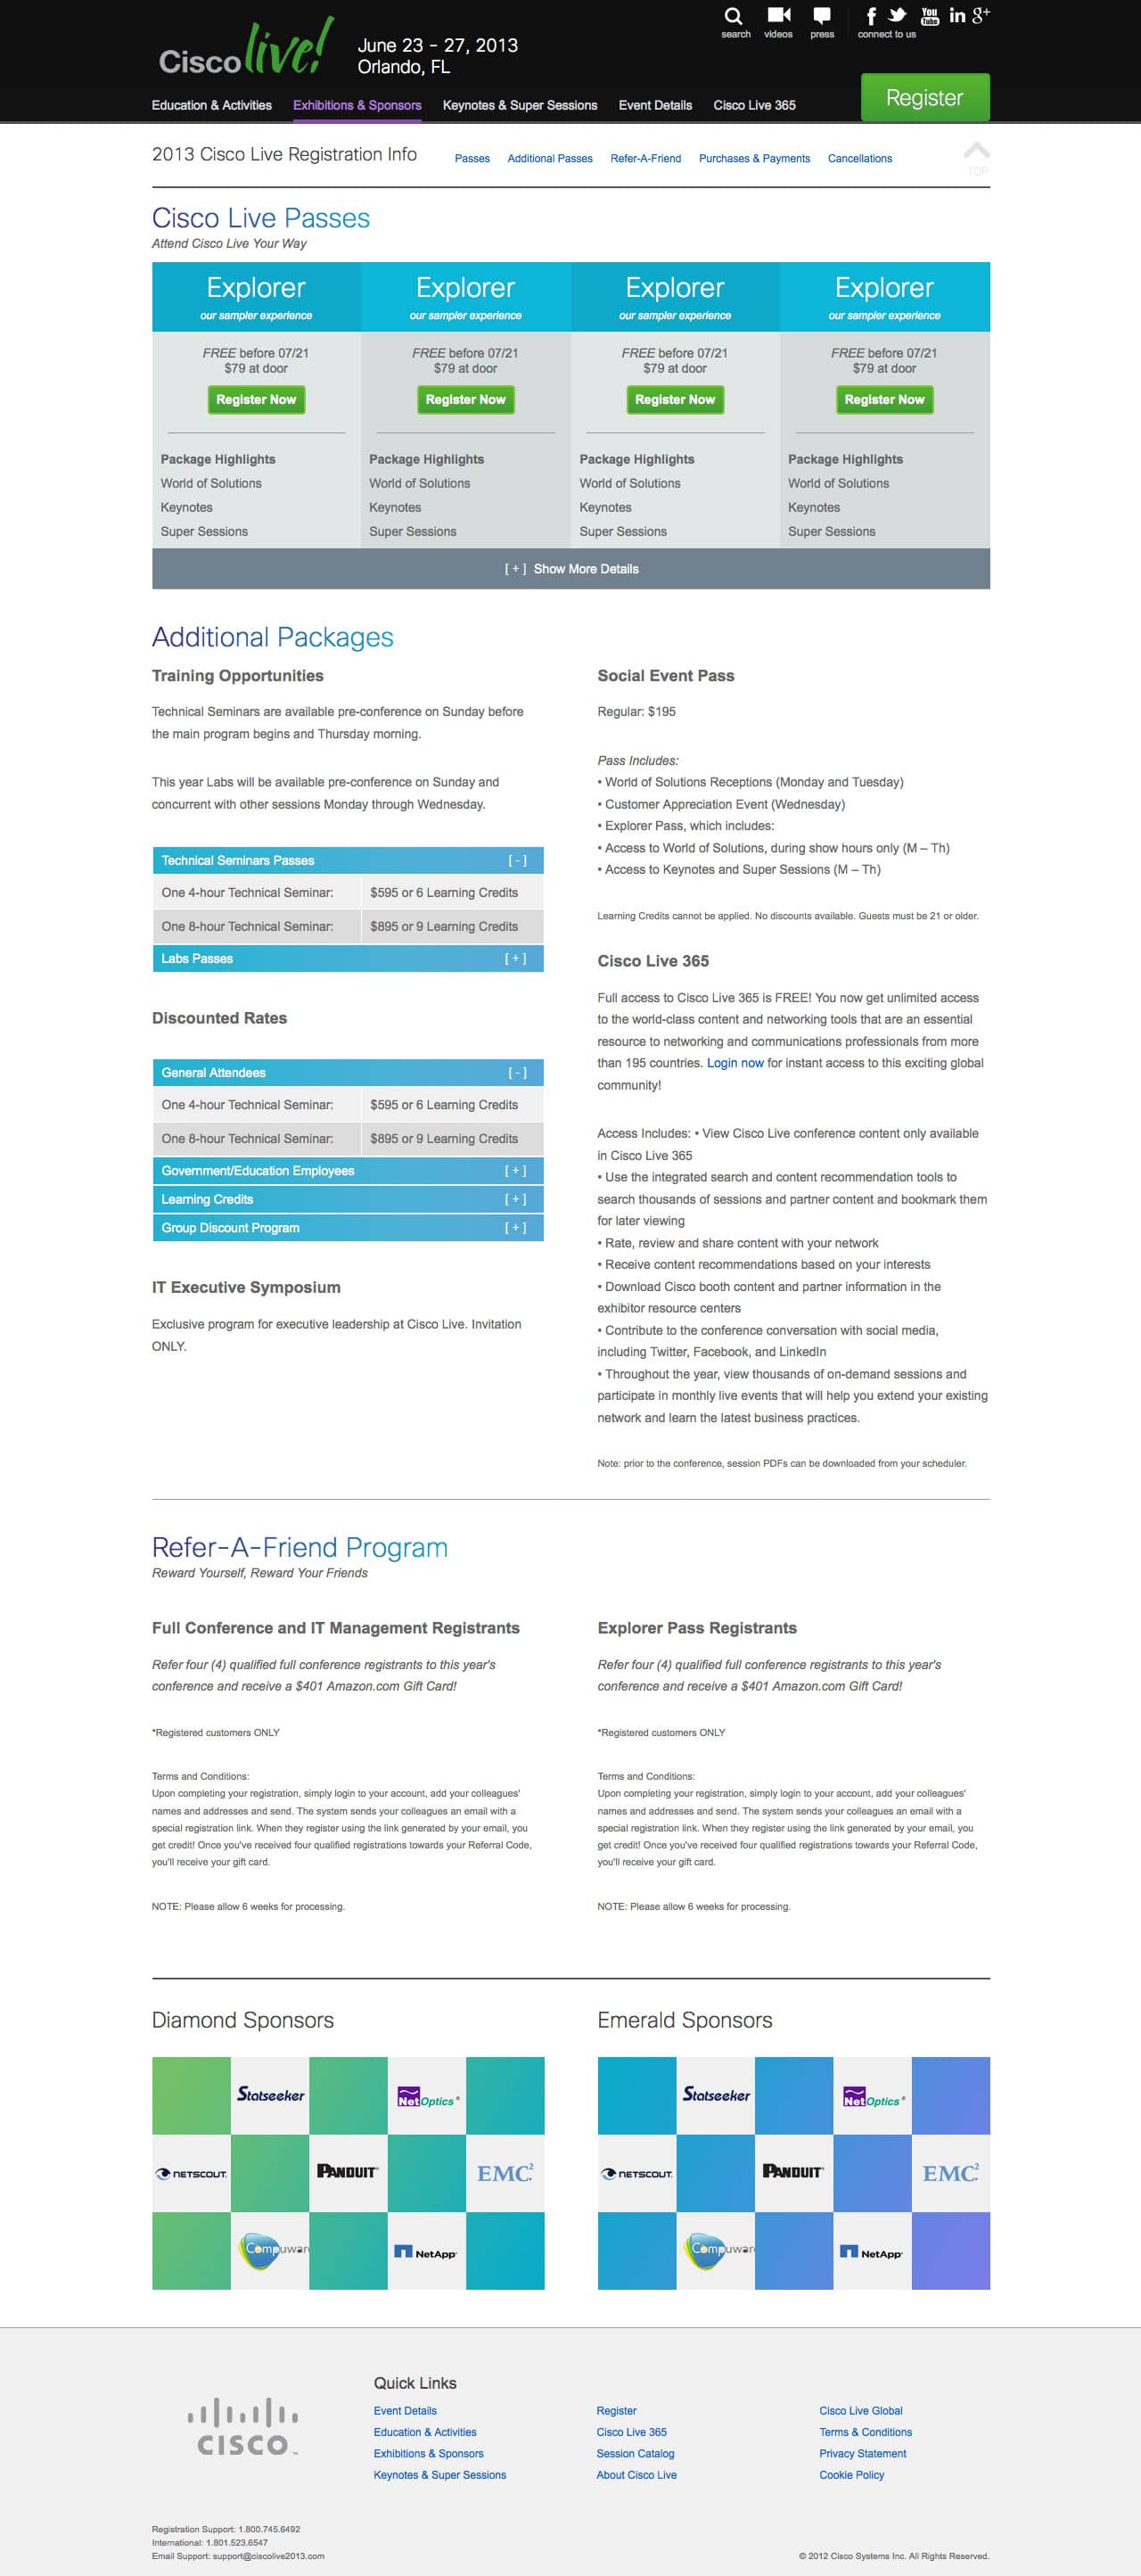 search videos press connect to us
Cisco live!
June 23 - 27, 2013
Orlando, FL
Education & Activities Exhibitions & Sponsors Keynotes & Super Sessions Event Details Cisco Live 365
Register
2013 Cisco Live Registration Info
Passes Additional Passes Refer-A-Friend Purchases & Payments Cancellations
TOP
Cisco Live Passes
Attend Cisco Live Your Way
Explorer Explorer Explorer Explorer
our sampler experience our sampler experience our sampler experience our sampler experience
FREE before 07/21 FREE before 07/21 FREE before 07/21 FREE before 07/21
$79 at door $79 at door $79 at door $79 at door
Register Now Register Now Register Now Register Now
Package Highlights Package Highlights Package Highlights Package Highlights
World of Solutions World of Solutions World of Solutions World of Solutions
Keynotes Keynotes Keynotes Keynotes
Super Sessions Super Sessions Super Sessions Super Sessions
[ + ] Show More Details
Additional Packages
Training Opportunities
Technical Seminars are available pre-conference on Sunday before
the main program begins and Thursday morning.
This year Labs will be available pre-conference on Sunday and
concurrent with other sessions Monday through Wednesday.
Technical Seminars Passes [ - ]
One 4-hour Technical Seminar: $595 or 6 Learning Credits
One 8-hour Technical Seminar: $895 or 9 Learning Credits
Labs Passes [ + ]
Discounted Rates
General Attendees [ - ]
One 4-hour Technical Seminar: $595 or 6 Learning Credits
One 8-hour Technical Seminar: $895 or 9 Learning Credits
Government/Education Employees [ + ]
Learning Credits [ + ]
Group Discount Program [ + ]
IT Executive Symposium
Exclusive program for executive leadership at Cisco Live. Invitation
ONLY.
Social Event Pass
Regular: $195
Pass Includes:
• World of Solutions Receptions (Monday and Tuesday)
• Customer Appreciation Event (Wednesday)
• Explorer Pass, which includes:
• Access to World of Solutions, during show hours only (M – Th)
• Access to Keynotes and Super Sessions (M – Th)
Learning Credits cannot be applied. No discounts available. Guests must be 21 or older.
Cisco Live 365
Full access to Cisco Live 365 is FREE! You now get unlimited access
to the world-class content and networking tools that are an essential
resource to networking and communications professionals from more
than 195 countries. Login now for instant access to this exciting global
community!
Access Includes: • View Cisco Live conference content only available
in Cisco Live 365
• Use the integrated search and content recommendation tools to
search thousands of sessions and partner content and bookmark them
for later viewing
• Rate, review and share content with your network
• Receive content recommendations based on your interests
• Download Cisco booth content and partner information in the
exhibitor resource centers
• Contribute to the conference conversation with social media,
including Twitter, Facebook, and LinkedIn
• Throughout the year, view thousands of on-demand sessions and
participate in monthly live events that will help you extend your existing
network and learn the latest business practices.
Note: prior to the conference, session PDFs can be downloaded from your scheduler.
Refer-A-Friend Program
Reward Yourself, Reward Your Friends
Full Conference and IT Management Registrants
Refer four (4) qualified full conference registrants to this year's
conference and receive a $401 Amazon.com Gift Card!
*Registered customers ONLY
Terms and Conditions:
Upon completing your registration, simply login to your account, add your colleagues'
names and addresses and send. The system sends your colleagues an email with a
special registration link. When they register using the link generated by your email, you
get credit! Once you've received four qualified registrations towards your Referral Code,
you'll receive your gift card.
NOTE: Please allow 6 weeks for processing.
Explorer Pass Registrants
Refer four (4) qualified full conference registrants to this year's
conference and receive a $401 Amazon.com Gift Card!
*Registered customers ONLY
Terms and Conditions:
Upon completing your registration, simply login to your account, add your colleagues'
names and addresses and send. The system sends your colleagues an email with a
special registration link. When they register using the link generated by your email, you
get credit! Once you've received four qualified registrations towards your Referral Code,
you'll receive your gift card.
NOTE: Please allow 6 weeks for processing.
Diamond Sponsors
Statseeker NetOptics®
NETSCOUT. PANDUIT® EMC²
Compuware NetApp
Emerald Sponsors
Statseeker NetOptics®
NETSCOUT. PANDUIT® EMC²
Compuware NetApp
CISCO™
Quick Links
Event Details Register Cisco Live Global
Education & Activities Cisco Live 365 Terms & Conditions
Exhibitions & Sponsors Session Catalog Privacy Statement
Keynotes & Super Sessions About Cisco Live Cookie Policy
Registration Support: 1.800.745.6492
International: 1.801.523.6547
Email Support: support@ciscolive2013.com
© 2012 Cisco Systems Inc. All Rights Reserved.